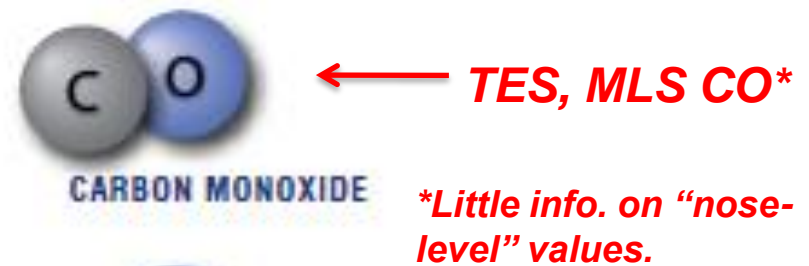 C O
TES, MLS CO*
CARBON MONOXIDE
*Little info. on “nose-
level” values.